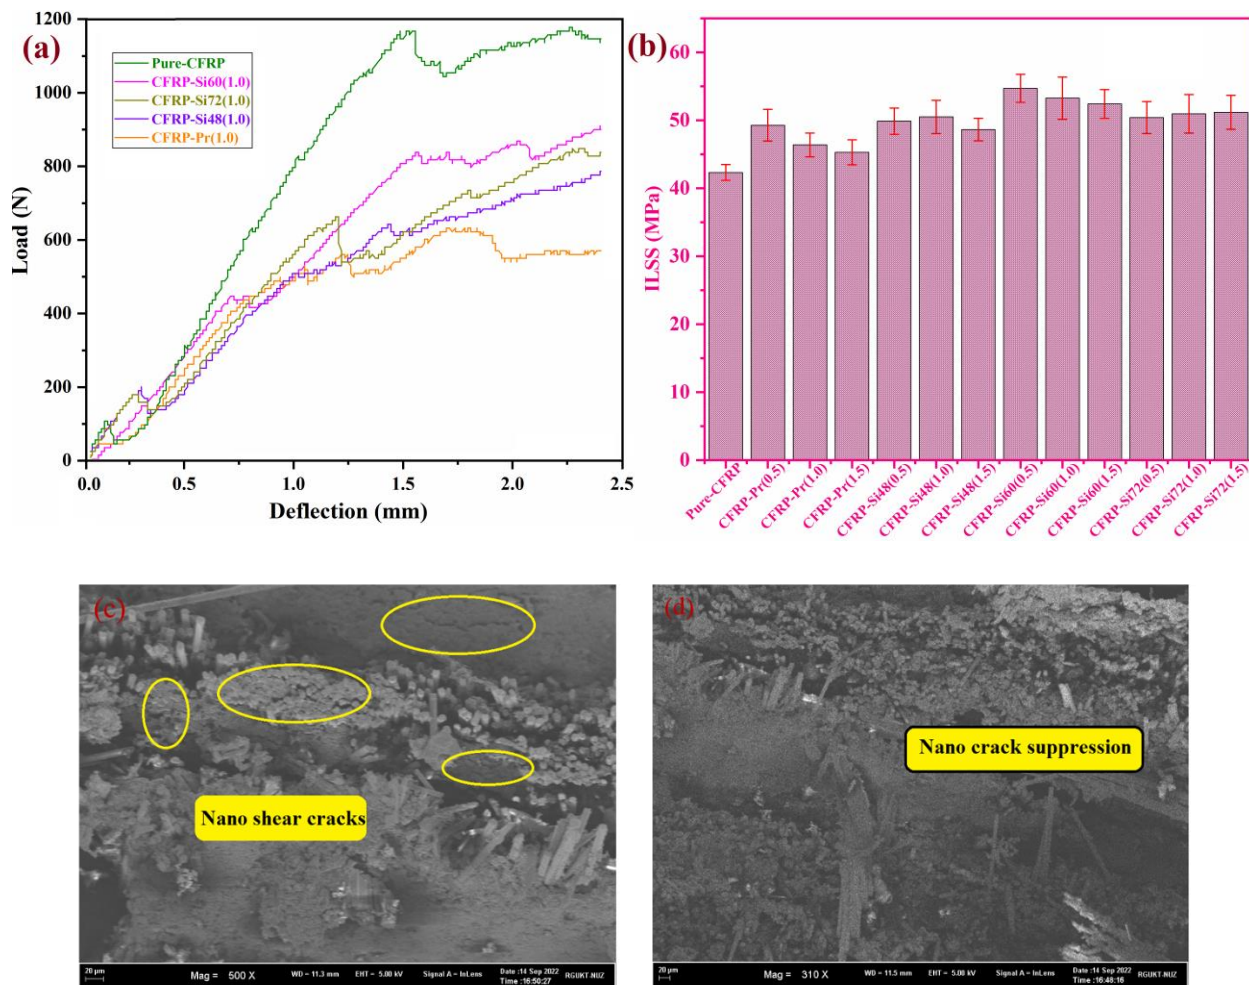 (a)
1200
1000
800
600
400
200
0
Load (N)
Pure-CFRP
CFRP-Si60(1.0)
CFRP-Si72(1.0)
CFRP-Si48(1.0)
CFRP-Pr(1.0)
0.0 0.5 1.0 1.5 2.0 2.5
Deflection (mm)
(b)
60
50
40
30
20
10
0
ILSS (MPa)
Pure-CFRP
CFRP-Pr(0.5)
CFRP-Pr(1.0)
CFRP-Pr(1.5)
CFRP-Si48(0.5)
CFRP-Si48(1.0)
CFRP-Si48(1.5)
CFRP-Si60(0.5)
CFRP-Si60(1.0)
CFRP-Si60(1.5)
CFRP-Si72(0.5)
CFRP-Si72(1.0)
CFRP-Si72(1.5)
(c)
Nano shear cracks
20 µm
Mag = 500 X
WD = 11.3 mm
EHT = 5.00 kV
Signal A = InLens
Date :14 Sep 2022
Time :16:50:27
RGUKT-NUZ
(d)
Nano crack suppression
20 µm
Mag = 310 X
WD = 11.5 mm
EHT = 5.00 kV
Signal A = InLens
Date :14 Sep 2022
Time :16:48:16
RGUKT-NUZ